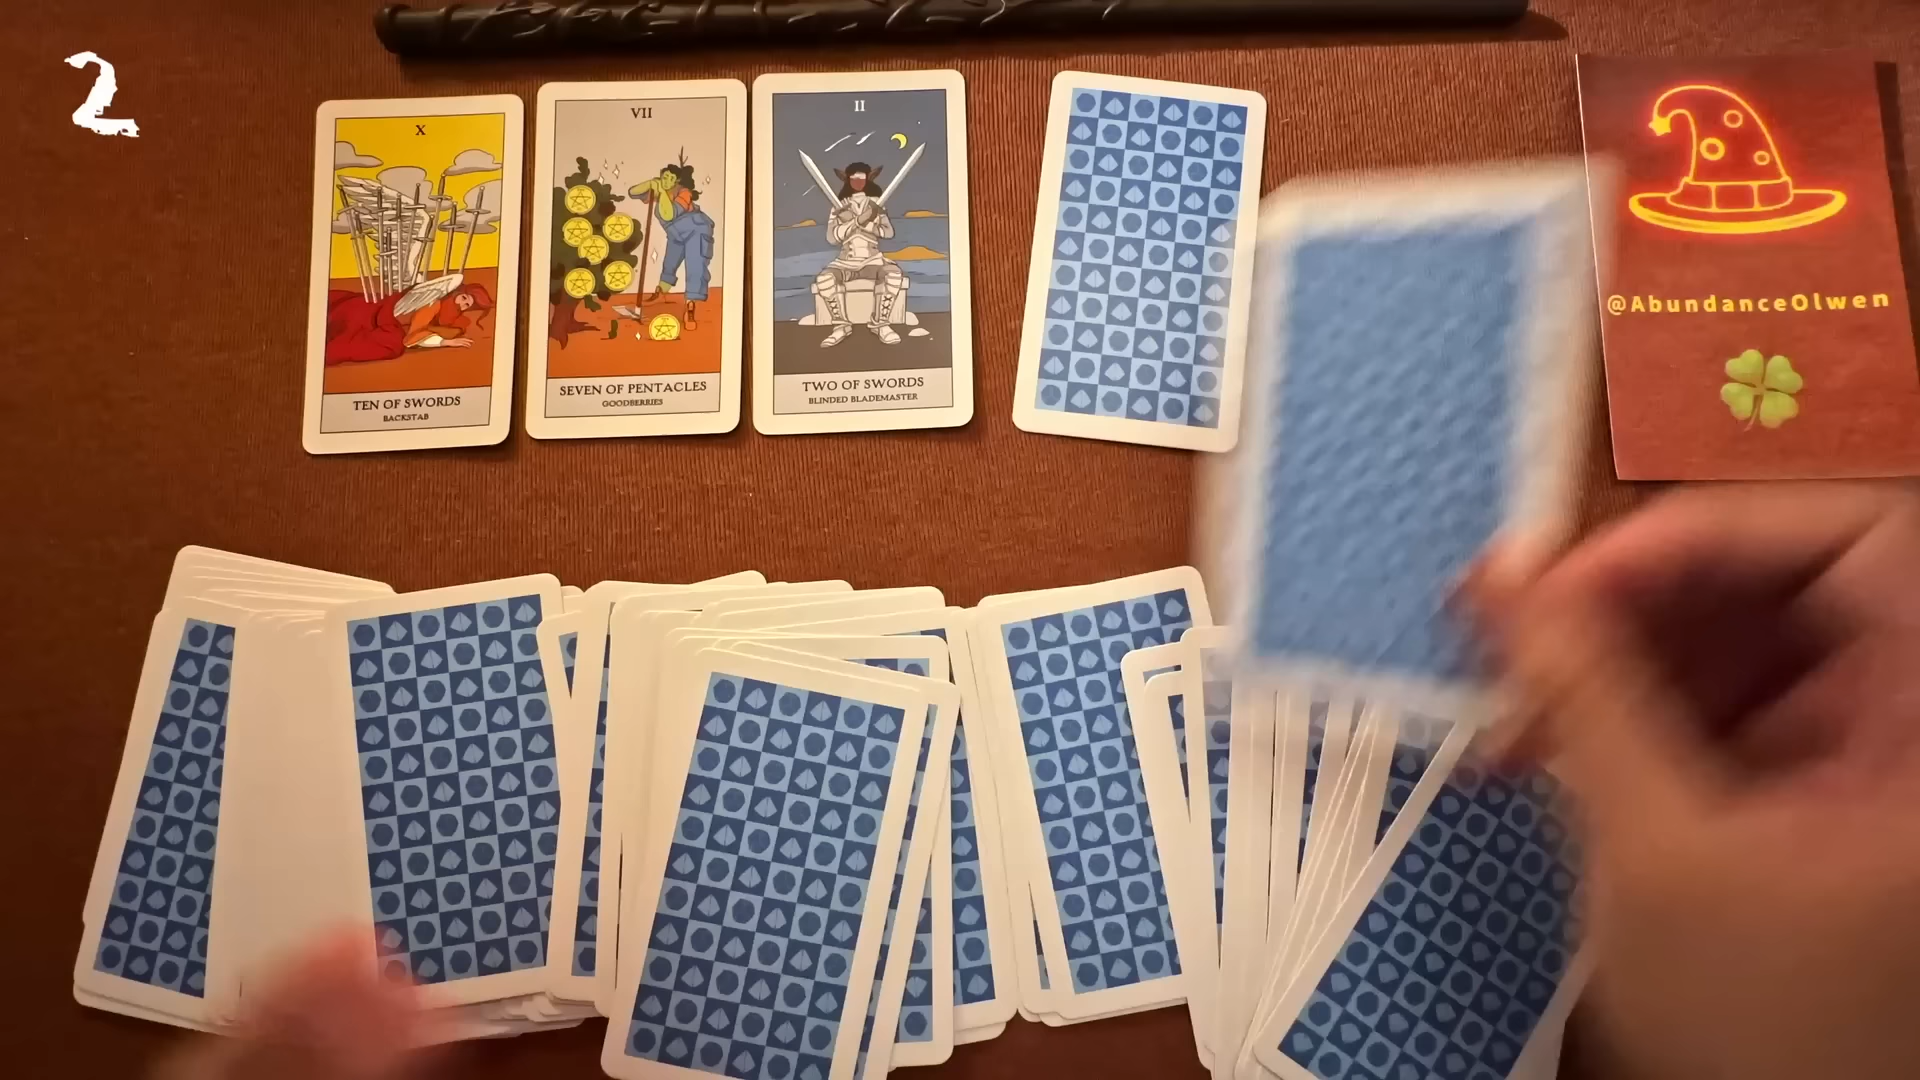 2
X
TEN OF SWORDS
BACKSTAB
VII
SEVEN OF PENTACLES
GOODBERRIES
II
TWO OF SWORDS
BLINDED BLADEMASTER
@AbundanceOlwen